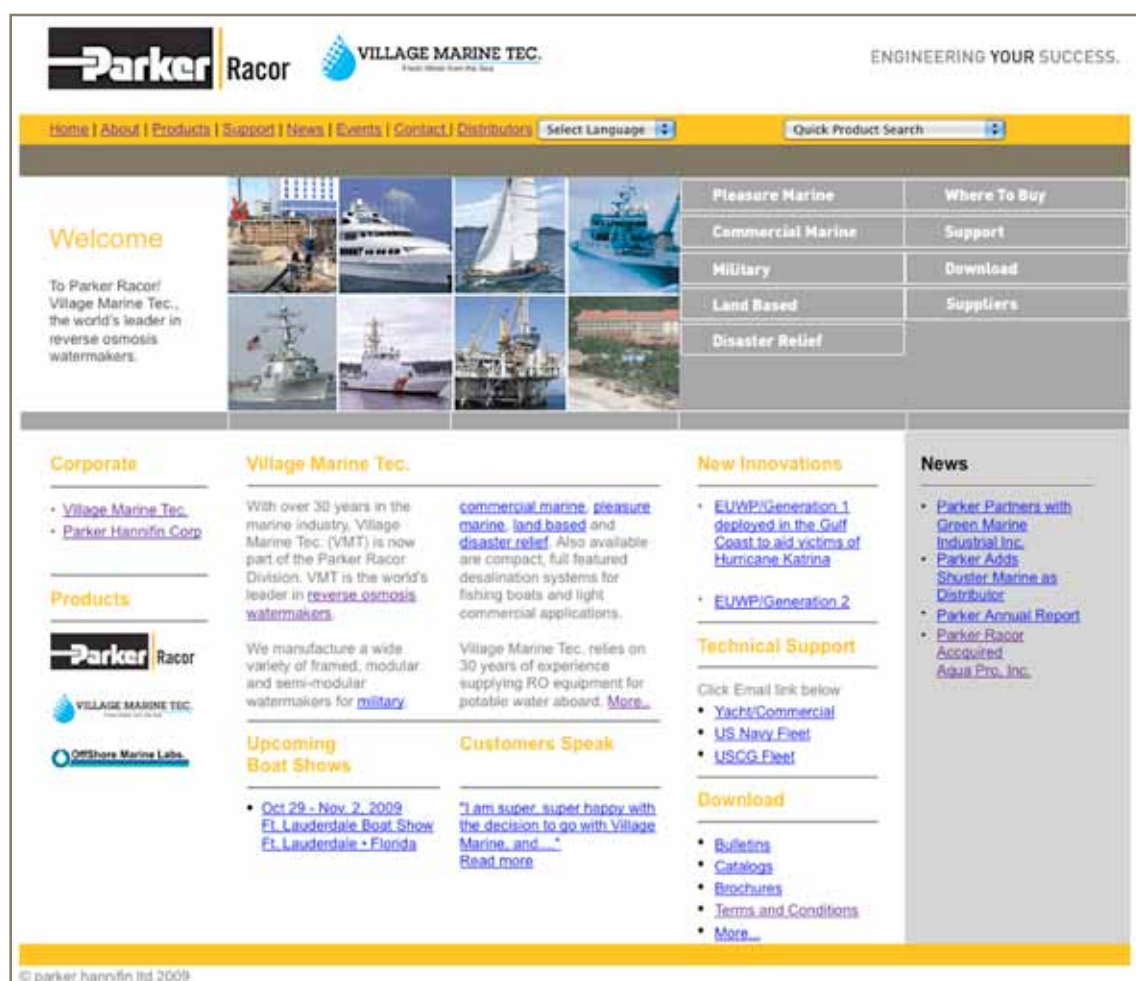 Parker Racor
VILLAGE MARINE TEC.
Fresh Water from the Sea
ENGINEERING YOUR SUCCESS.
Home | About | Products | Support | News | Events | Contact | Distributors
Select Language
Quick Product Search
Welcome
To Parker Racor/
Village Marine Tec.,
the world's leader in
reverse osmosis
watermakers.
Pleasure Marine
Commercial Marine
Military
Land Based
Disaster Relief
Where To Buy
Support
Download
Suppliers
Corporate
• Village Marine Tec.
• Parker Hannifin Corp
Products
Parker Racor
VILLAGE MARINE TEC.
OffShore Marine Labs.
Village Marine Tec.
With over 30 years in the
marine industry, Village
Marine Tec. (VMT) is now
part of the Parker Racor
Division. VMT is the world's
leader in reverse osmosis
watermakers.
We manufacture a wide
variety of framed, modular
and semi-modular
watermakers for military,
commercial marine, pleasure
marine, land based and
disaster relief. Also available
are compact, full featured
desalination systems for
fishing boats and light
commercial applications.
Village Marine Tec. relies on
30 years of experience
supplying RO equipment for
potable water aboard. More..
Upcoming
Boat Shows
• Oct 29 - Nov. 2, 2009
Ft. Lauderdale Boat Show
Ft. Lauderdale • Florida
Customers Speak
"I am super, super happy with
the decision to go with Village
Marine, and...."
Read more
New Innovations
• EUWP/Generation 1
deployed in the Gulf
Coast to aid victims of
Hurricane Katrina
• EUWP/Generation 2
Technical Support
Click Email link below
• Yacht/Commercial
• US Navy Fleet
• USCG Fleet
Download
• Bulletins
• Catalogs
• Brochures
• Terms and Conditions
• More...
News
• Parker Partners with
Green Marine
Industrial Inc.
• Parker Adds
Shuster Marine as
Distributor
• Parker Annual Report
• Parker Racor
Accquired
Aqua Pro, Inc.
© parker hannifin ltd 2009